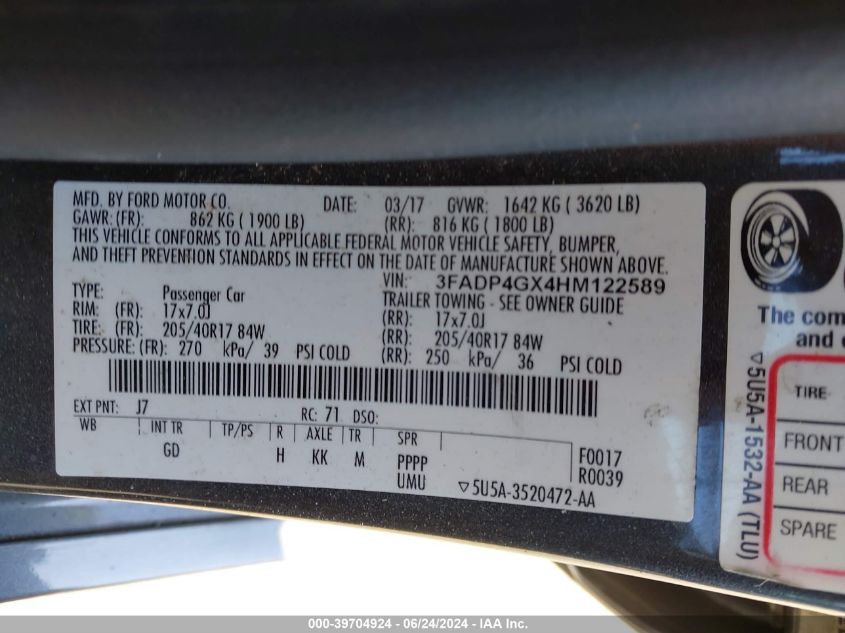 MFD. BY FORD MOTOR CO. DATE: 03/17 GVWR: 1642 KG ( 3620 LB)
GAWR: (FR): 862 KG ( 1900 LB) (RR): 816 KG ( 1800 LB)
THIS VEHICLE CONFORMS TO ALL APPLICABLE FEDERAL MOTOR VEHICLE SAFETY, BUMPER,
AND THEFT PREVENTION STANDARDS IN EFFECT ON THE DATE OF MANUFACTURE SHOWN ABOVE.
VIN: 3FADP4GX4HM122589
TYPE: Passenger Car TRAILER TOWING - SEE OWNER GUIDE
RIM: (FR): 17x7.0J (RR): 17x7.0J
TIRE: (FR): 205/40R17 84W (RR): 205/40R17 84W
PRESSURE: (FR): 270 kPa/ 39 PSI COLD (RR): 250 kPa/ 36 PSI COLD
EXT PNT: J7 RC: 71 DSO:
WB INT TR TP/PS R AXLE TR SPR F0017
GD H KK M PPPP R0039
UMU ▽5U5A-3520472-AA
The com
and
▽5U5A-1532-AA (TLU)
TIRE
FRONT
REAR
SPARE
000-39704924 - 06/24/2024 - IAA Inc.